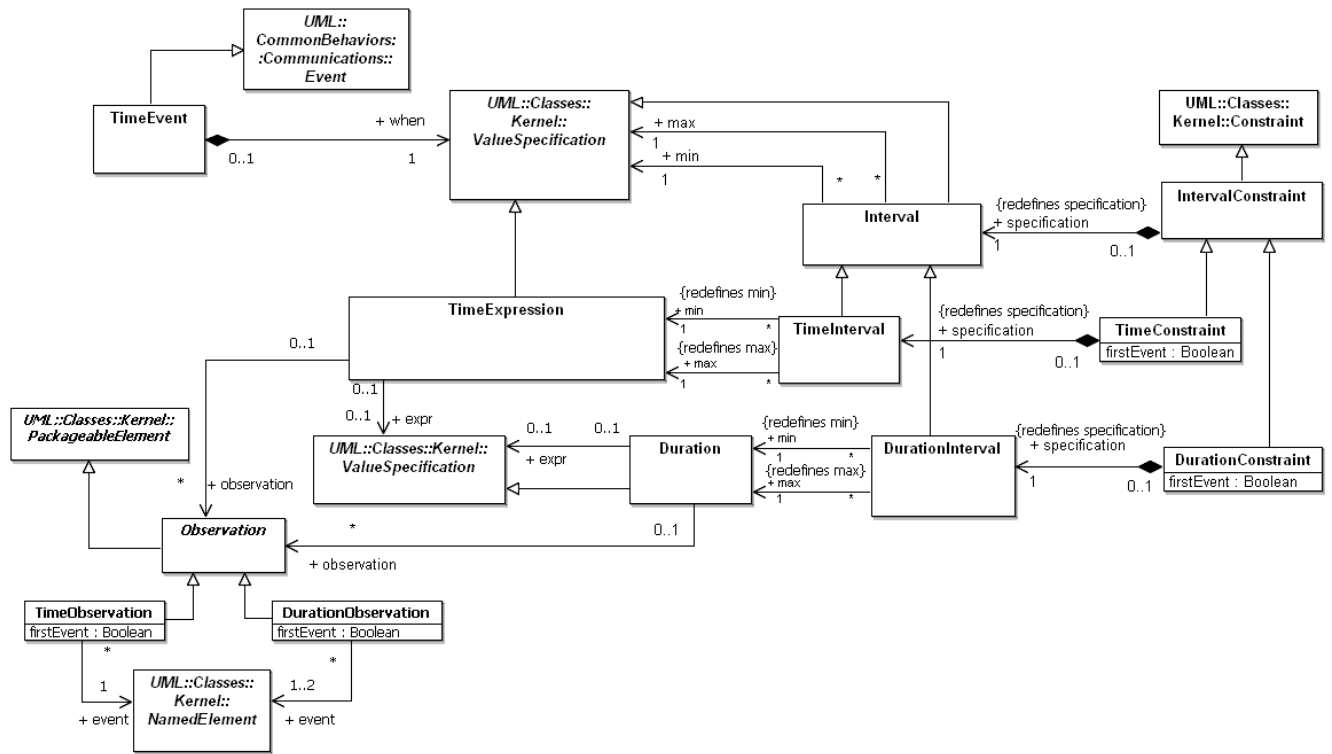 UML::
CommonBehaviors:
:Communications::
Event
TimeEvent
+ when
0..1
1
UML::Classes::
Kernel::
ValueSpecification
+ max
1
+ min
1
*
*
UML::Classes::
Kernel::Constraint
Interval
{redefines specification}
+ specification
1
0..1
IntervalConstraint
TimeExpression
{redefines min}
+ min
1
*
{redefines max}
+ max
1
*
TimeInterval
{redefines specification}
+ specification
1
0..1
TimeConstraint
firstEvent : Boolean
0..1
0..1
0..1
+ expr
UML::Classes::Kernel::
PackageableElement
*
+ observation
UML::Classes::Kernel::
ValueSpecification
0..1
0..1
+ expr
Duration
{redefines min}
+ min
1
*
{redefines max}
+ max
1
*
DurationInterval
{redefines specification}
+ specification
1
0..1
DurationConstraint
firstEvent : Boolean
Observation
*
0..1
+ observation
TimeObservation
firstEvent : Boolean
DurationObservation
firstEvent : Boolean
*
*
1
1..2
+ event
+ event
UML::Classes::
Kernel::
NamedElement